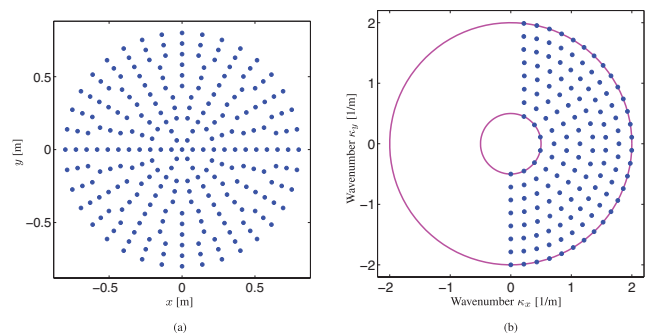 0.5
0
−0.5
y [m]
−0.5 0 0.5
x [m]
(a)
2
1
0
−1
−2
Wavenumber κy [1/m]
−2 −1 0 1 2
Wavenumber κx [1/m]
(b)